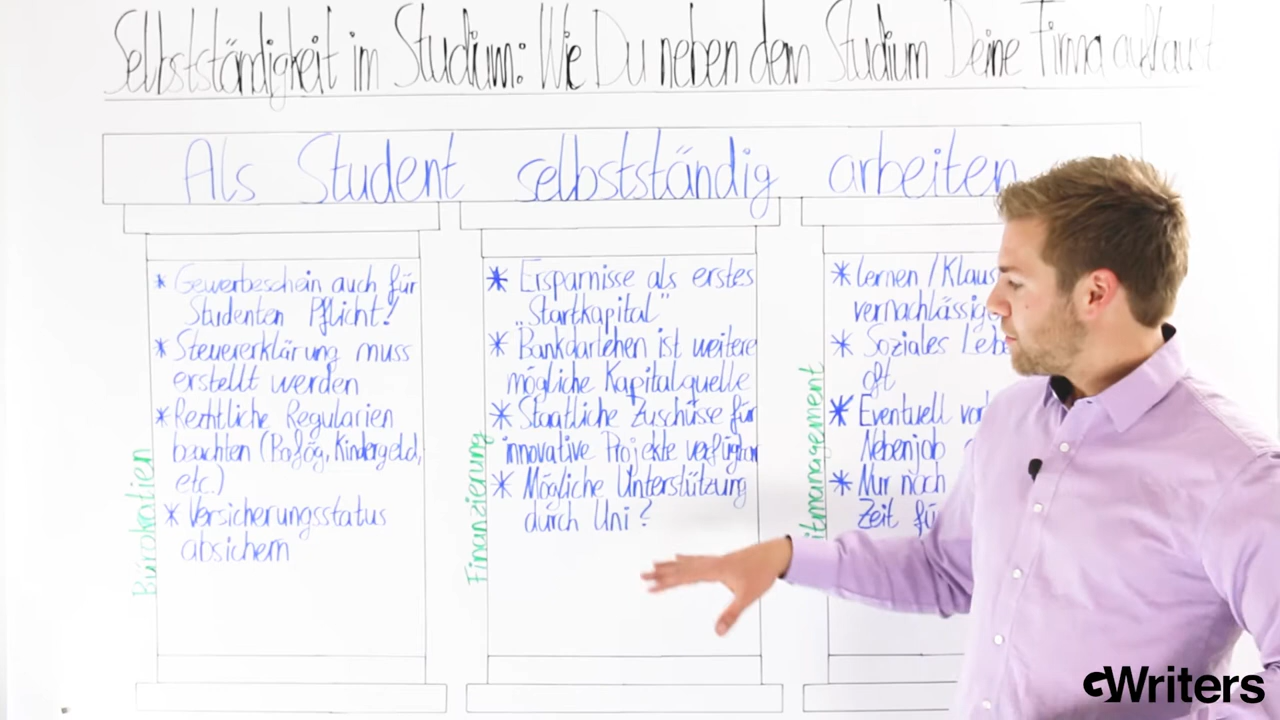 Selbstständigkeit im Studium: Wie Du neben dem Studium Deine Firma aufbaust
Als Student selbstständig arbeiten
* Gewerbeschein auch für
Studenten Pflicht!
* Steuererklärung muss
erstellt werden
* Rechtliche Regularien
beachten (Bafög, Kindergeld,
etc.)
* Versicherungsstatus
absichern
Bürokratien
* Ersparnisse als erstes
„Startkapital"
* Bankdarlehen ist weitere
mögliche Kapitalquelle
* Staatliche Zuschüsse für
innovative Projekte verfügbar
* Mögliche Unterstützung
durch Uni?
Finanzierung
* Lernen / Klaus
vernachlässig
* Soziales Leb
oft
* Eventuell
Nebenjob
* Nur noch
Zeit fü
itmanagement
cWriters